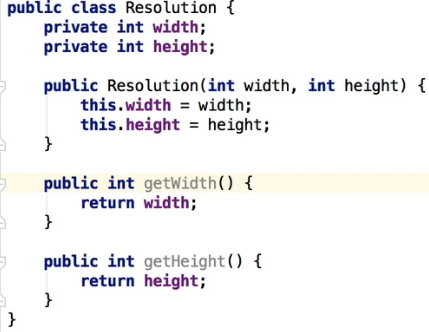 public class Resolution {
    private int width;
    private int height;

    public Resolution(int width, int height) {
        this.width = width;
        this.height = height;
    }

    public int getWidth() {
        return width;
    }

    public int getHeight() {
        return height;
    }
}